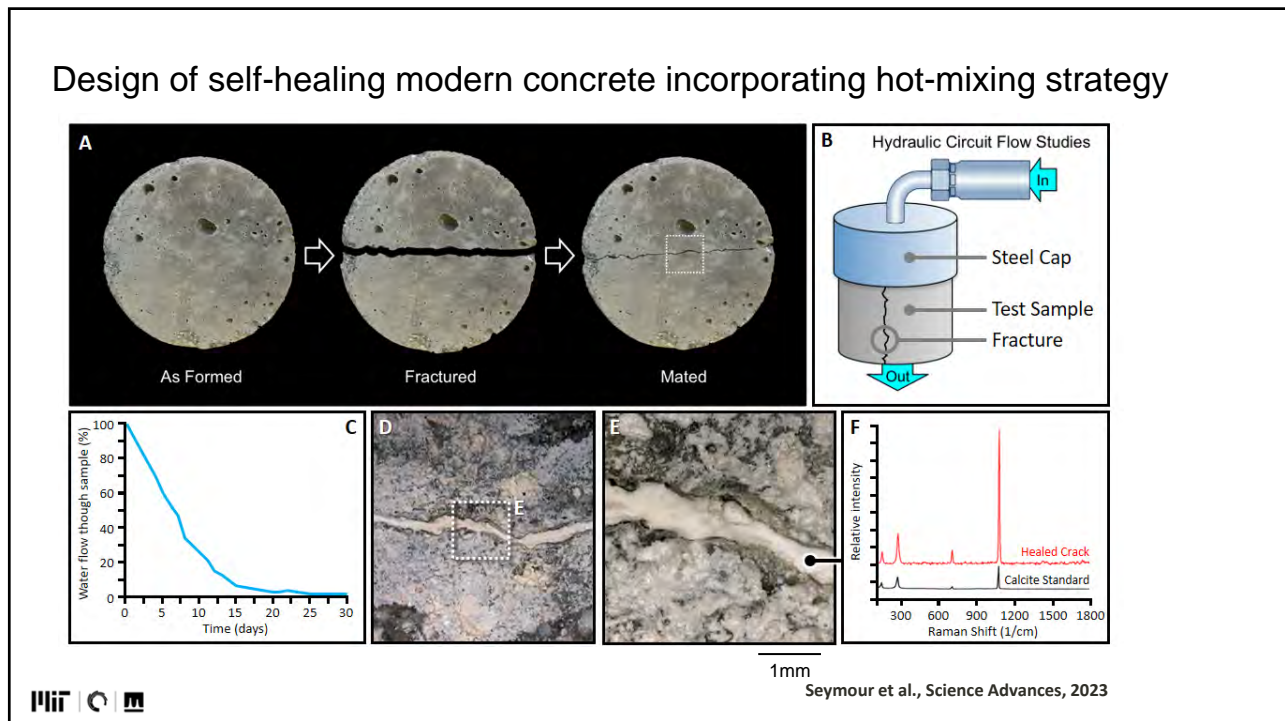 Design of self-healing modern concrete incorporating hot-mixing strategy
A
As Formed
Fractured
Mated
B
Hydraulic Circuit Flow Studies
In
Steel Cap
Test Sample
Fracture
Out
C
Water flow though sample (%)
100
80
60
40
20
0
0 5 10 15 20 25 30
Time (days)
D
E
E
F
Relative intensity
Healed Crack
Calcite Standard
300 600 900 1200 1500 1800
Raman Shift (1/cm)
1mm
Seymour et al., Science Advances, 2023
MIT